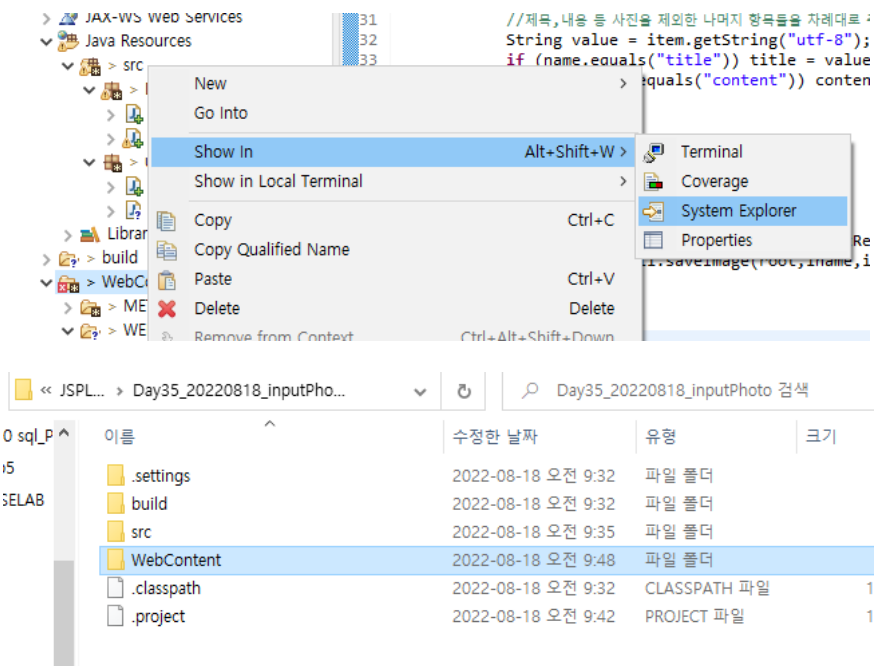 JAX-WS Web Services
31
//제목,내용 등 사진을 제외한 나머지 항목들을 차례대로
Java Resources
32
String value = item.getString("utf-8");
> src
33
if (name.equals("title")) title = value
New
equals("content")) conten
Go Into
Show In Alt+Shift+W
Terminal
Show in Local Terminal
Coverage
Copy Ctrl+C
System Explorer
Librar
Copy Qualified Name
Properties
> build
.saveImage(root,iname,i
> WebCo
Paste Ctrl+V
> ME
Delete Delete
> WE
Remove from Context Ctrl+Alt+Shift+Down
« JSPL... > Day35_20220818_inputPho...
Day35_20220818_inputPhoto 검색
0 sql_P
이름 수정한 날짜 유형 크기
.settings 2022-08-18 오전 9:32 파일 폴더
SELAB
build 2022-08-18 오전 9:32 파일 폴더
src 2022-08-18 오전 9:35 파일 폴더
WebContent 2022-08-18 오전 9:48 파일 폴더
.classpath 2022-08-18 오전 9:32 CLASSPATH 파일 1
.project 2022-08-18 오전 9:42 PROJECT 파일 1